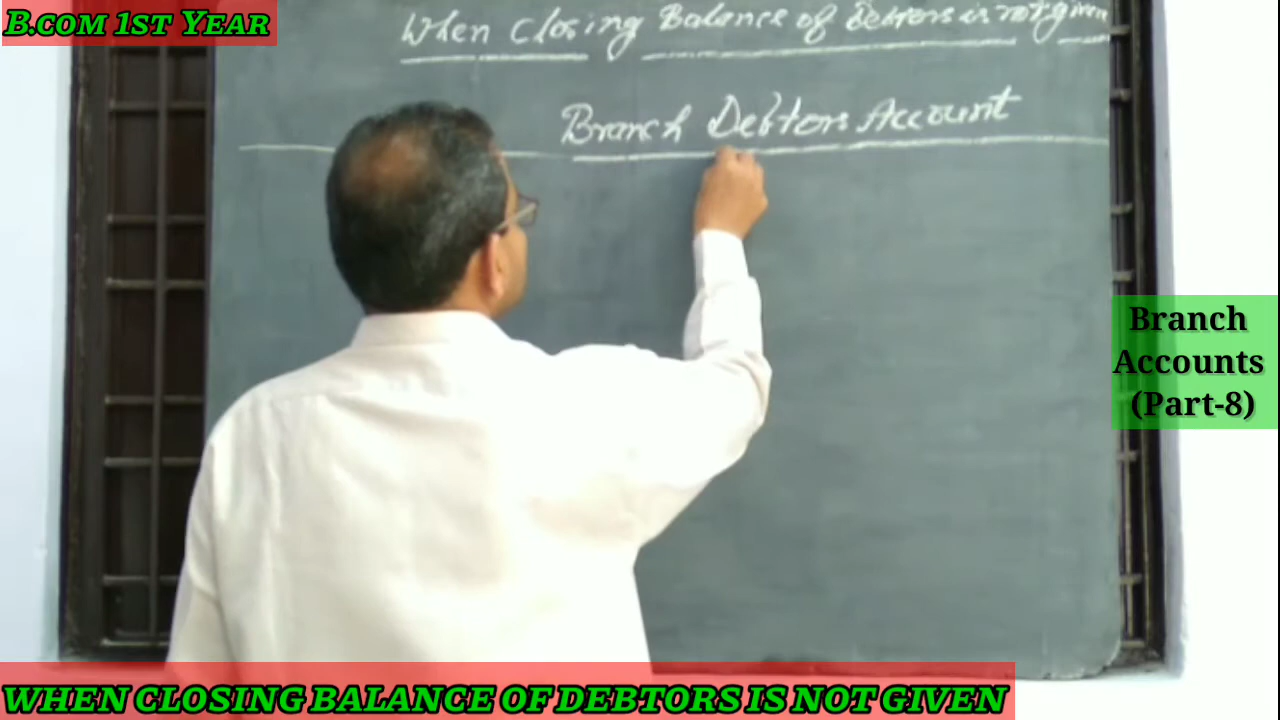 B.COM 1ST YEAR
When Closing Balance of Debtors is not given
Branch Debtors Account
Branch
Accounts
(Part-8)
WHEN CLOSING BALANCE OF DEBTORS IS NOT GIVEN